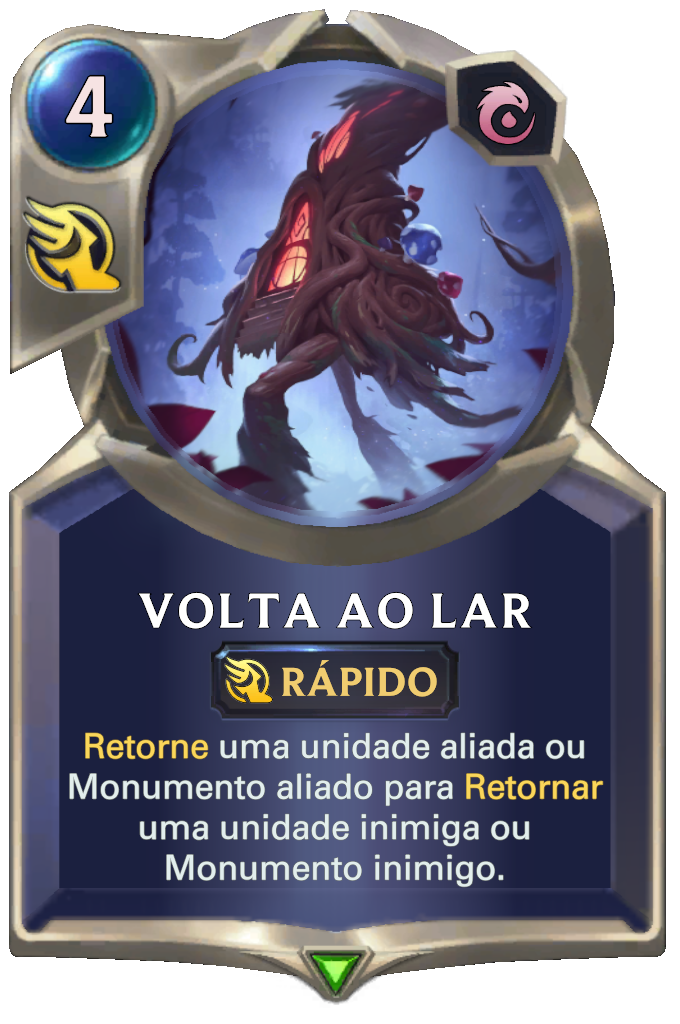 4
VOLTA AO LAR
RÁPIDO
Retorne uma unidade aliada ou
Monumento aliado para Retornar
uma unidade inimiga ou
Monumento inimigo.